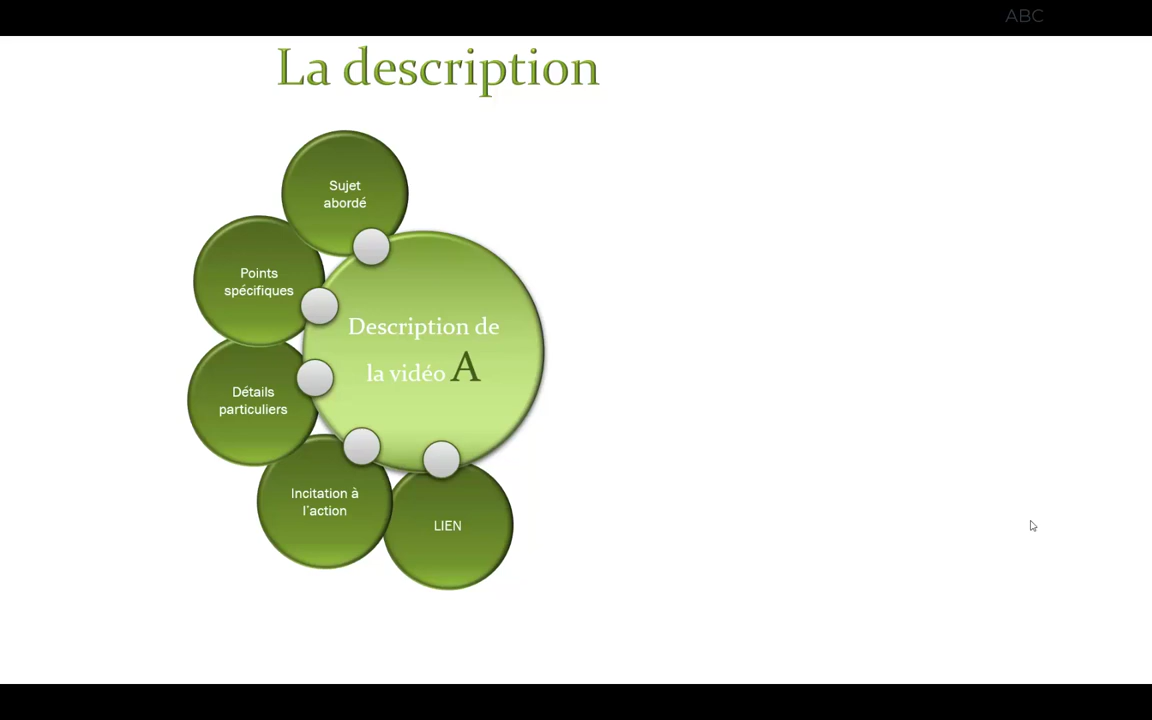 ABC
La description
Sujet
abordé
Points
spécifiques
Description de
la vidéo A
Détails
particuliers
Incitation à
l'action
LIEN